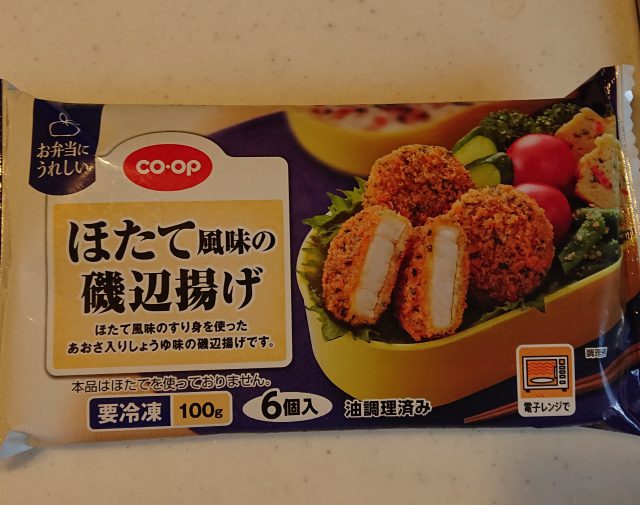 お弁当に
うれしい
CO·OP
ほたて風味の
磯辺揚げ
ほたて風味のすり身を使った
あおさ入りしょうゆ味の磯辺揚げです。
本品はほたてを使っておりません。
要冷凍 100g 6個入 油調理済み
電子レンジで